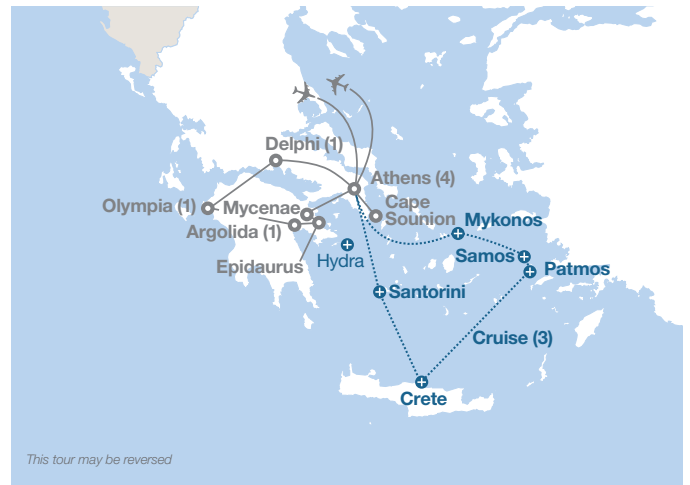 Delphi (1)
Athens (4)
Olympia (1)
Mycenae
Cape
Sounion
Mykonos
Argolida (1)
Samos
Hydra
Epidaurus
Patmos
Santorini
Cruise (3)
Crete
This tour may be reversed